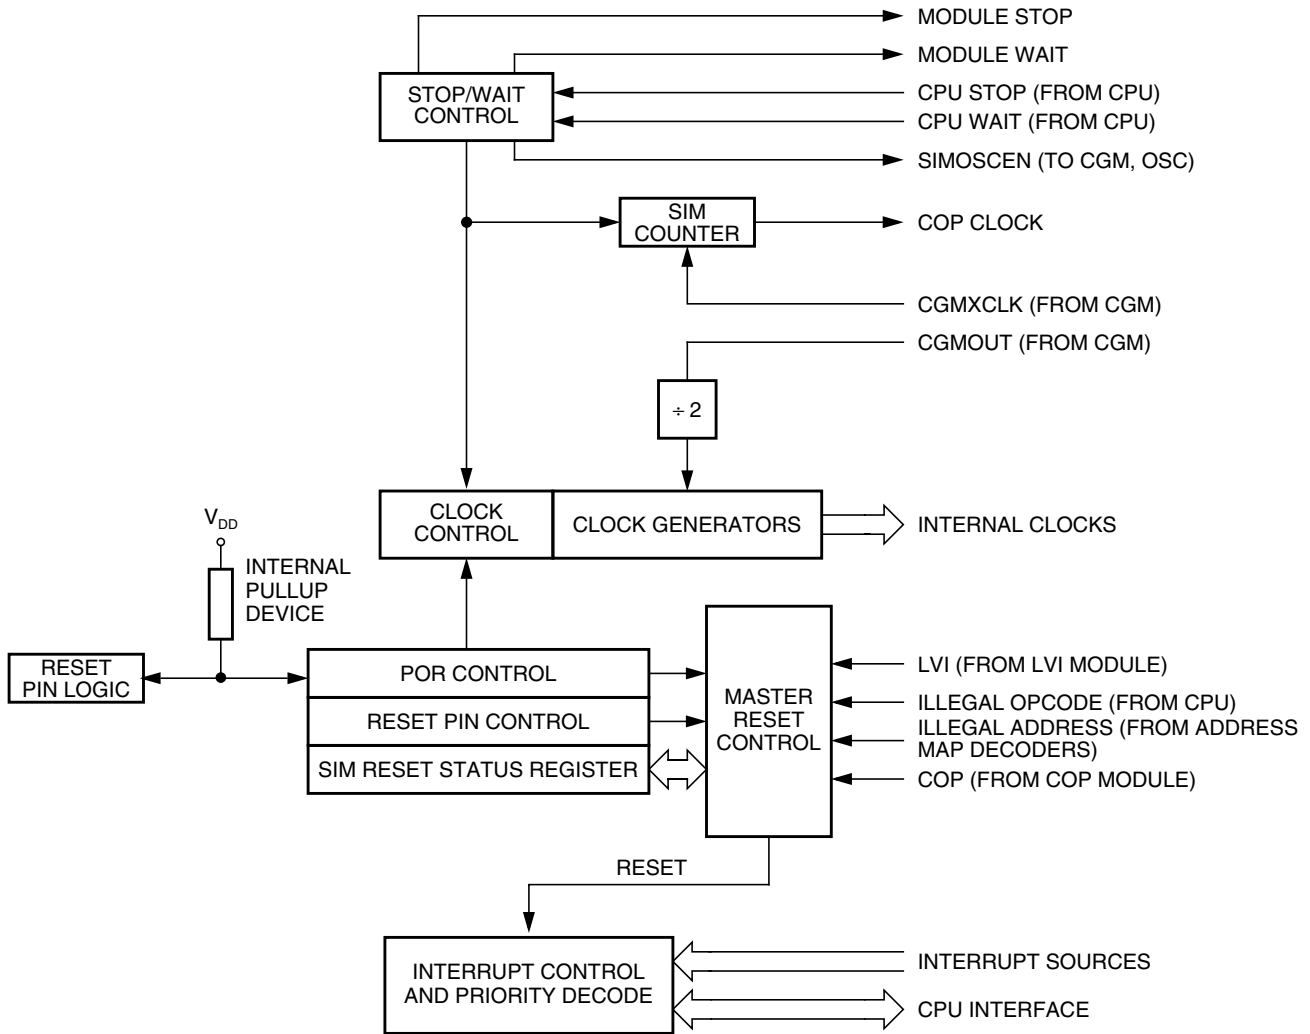 MODULE STOP
MODULE WAIT
STOP/WAIT
CONTROL
CPU STOP (FROM CPU)
CPU WAIT (FROM CPU)
SIMOSCEN (TO CGM, OSC)
SIM
COUNTER
COP CLOCK
CGMXCLK (FROM CGM)
CGMOUT (FROM CGM)
÷ 2
CLOCK
CONTROL
CLOCK GENERATORS
INTERNAL CLOCKS
VDD
INTERNAL
PULLUP
DEVICE
RESET
PIN LOGIC
POR CONTROL
RESET PIN CONTROL
SIM RESET STATUS REGISTER
MASTER
RESET
CONTROL
LVI (FROM LVI MODULE)
ILLEGAL OPCODE (FROM CPU)
ILLEGAL ADDRESS (FROM ADDRESS
MAP DECODERS)
COP (FROM COP MODULE)
RESET
INTERRUPT CONTROL
AND PRIORITY DECODE
INTERRUPT SOURCES
CPU INTERFACE